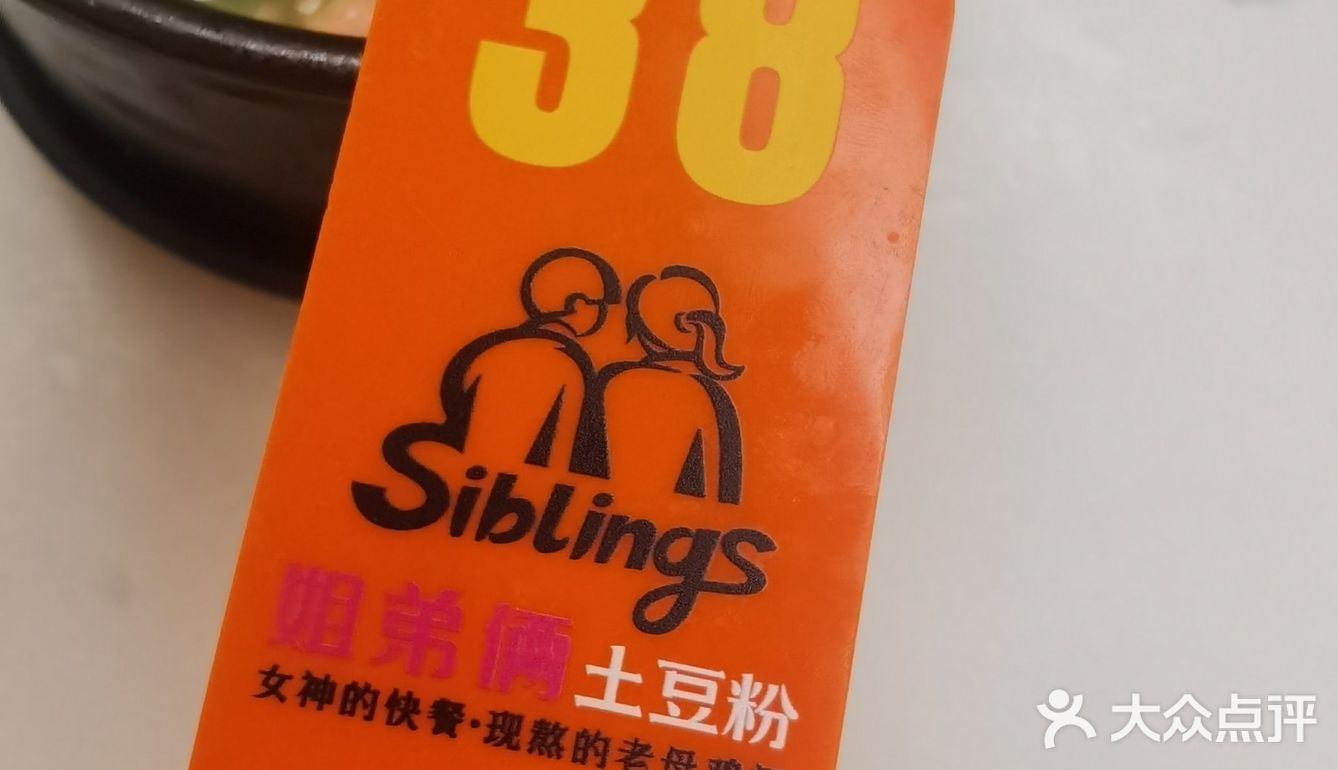 38
Siblings
姐弟俩土豆粉
女神的快餐·现熬的老母鸡
大众点评